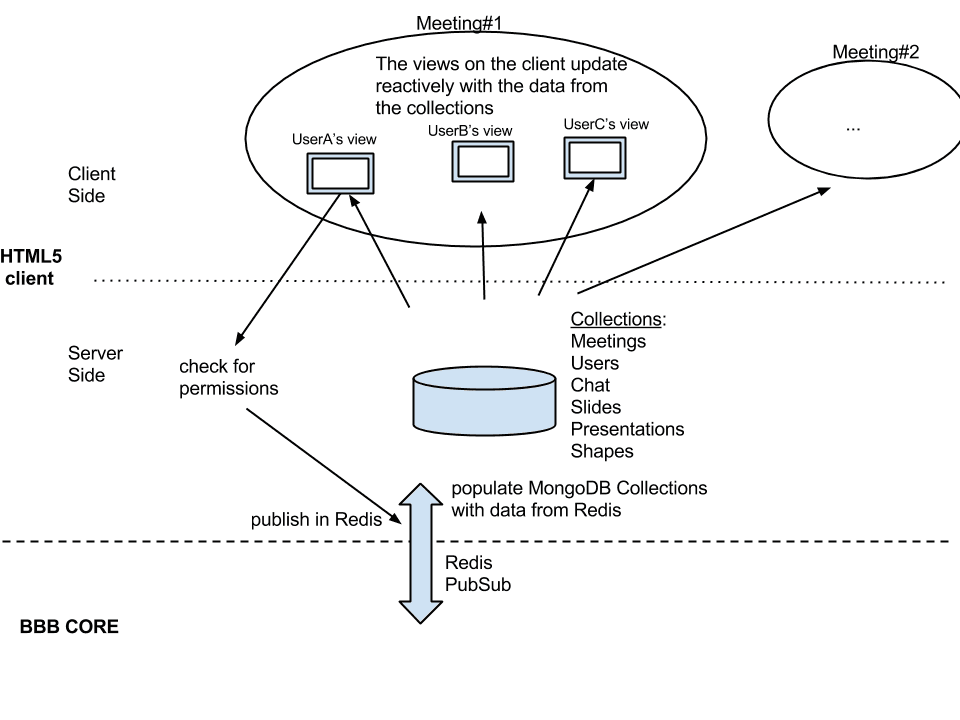 Meeting#1
The views on the client update
reactively with the data from
the collections
Meeting#2
...
UserA's view
UserB's view
UserC's view
Client
Side
HTML5
client
Server
Side
check for
permissions
Collections:
Meetings
Users
Chat
Slides
Presentations
Shapes
populate MongoDB Collections
with data from Redis
publish in Redis
Redis
PubSub
BBB CORE